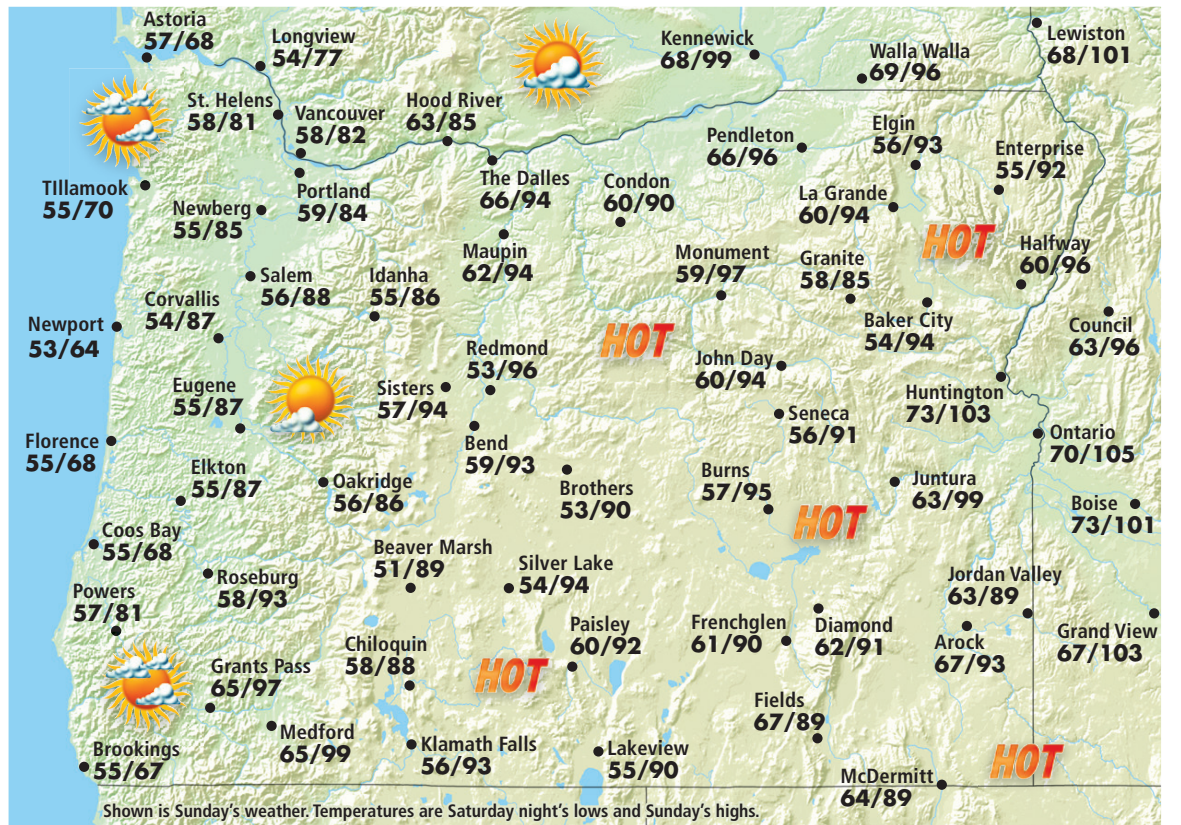 Astoria
57/68
Longview
54/77
Kennewick
68/99
Walla Walla
69/96
Lewiston
68/101
St. Helens
58/81
Vancouver
58/82
Hood River
63/85
Pendleton
66/96
Elgin
56/93
Enterprise
55/92
TIllamook
55/70
Newberg
55/85
Portland
59/84
The Dalles
66/94
Condon
60/90
La Grande
60/94
HOT
Maupin
62/94
Monument
59/97
Granite
58/85
Halfway
60/96
Salem
56/88
Idanha
55/86
Corvallis
54/87
Newport
53/64
HOT
Baker City
54/94
Council
63/96
Redmond
53/96
John Day
60/94
Eugene
55/87
Sisters
57/94
Huntington
73/103
Seneca
56/91
Florence
55/68
Bend
59/93
Ontario
70/105
Elkton
55/87
Oakridge
56/86
Brothers
53/90
Burns
57/95
Juntura
63/99
Boise
73/101
HOT
Coos Bay
55/68
Beaver Marsh
51/89
Silver Lake
54/94
Roseburg
58/93
Jordan Valley
63/89
Powers
57/81
Paisley
60/92
Frenchglen
61/90
Diamond
62/91
Arock
67/93
Grand View
67/103
Chiloquin
58/88
HOT
Grants Pass
65/97
Fields
67/89
Medford
65/99
Klamath Falls
56/93
Lakeview
55/90
Brookings
55/67
HOT
McDermitt
64/89
Shown is Sunday's weather. Temperatures are Saturday night's lows and Sunday's highs.